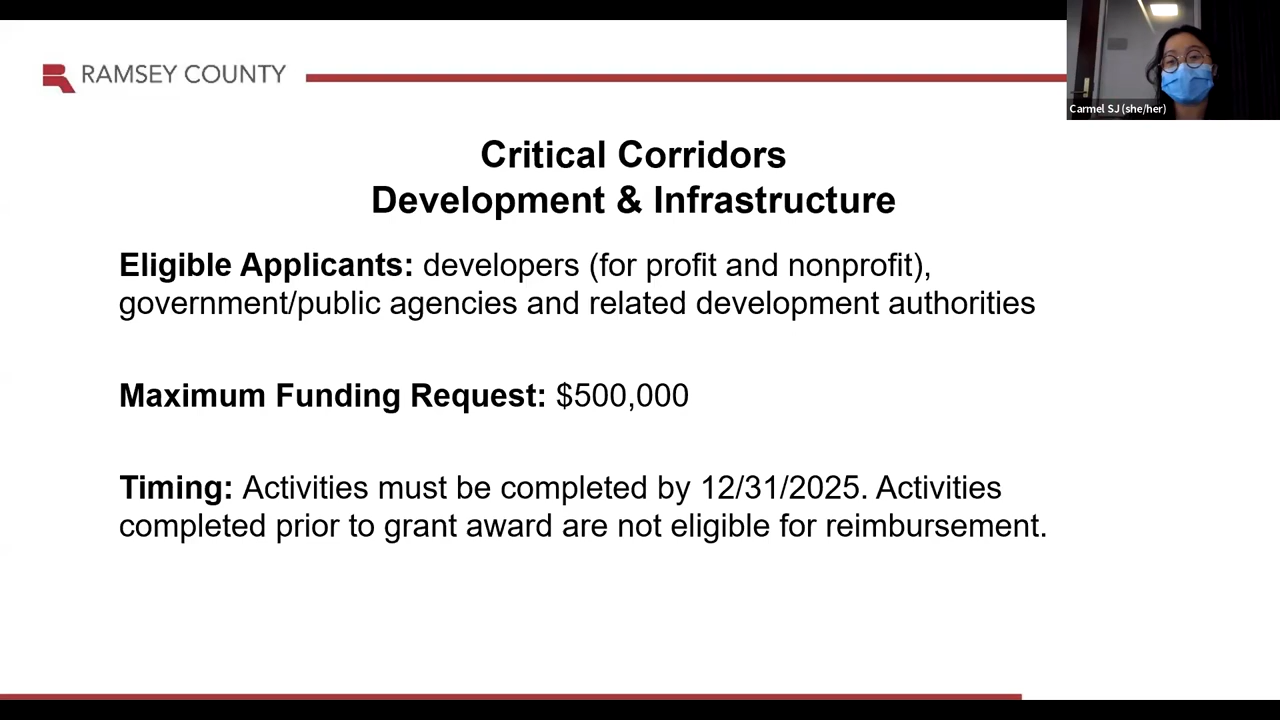 RAMSEY COUNTY
Carmel SJ (she/her)
Critical Corridors
Development & Infrastructure
Eligible Applicants: developers (for profit and nonprofit),
government/public agencies and related development authorities
Maximum Funding Request: $500,000
Timing: Activities must be completed by 12/31/2025. Activities
completed prior to grant award are not eligible for reimbursement.